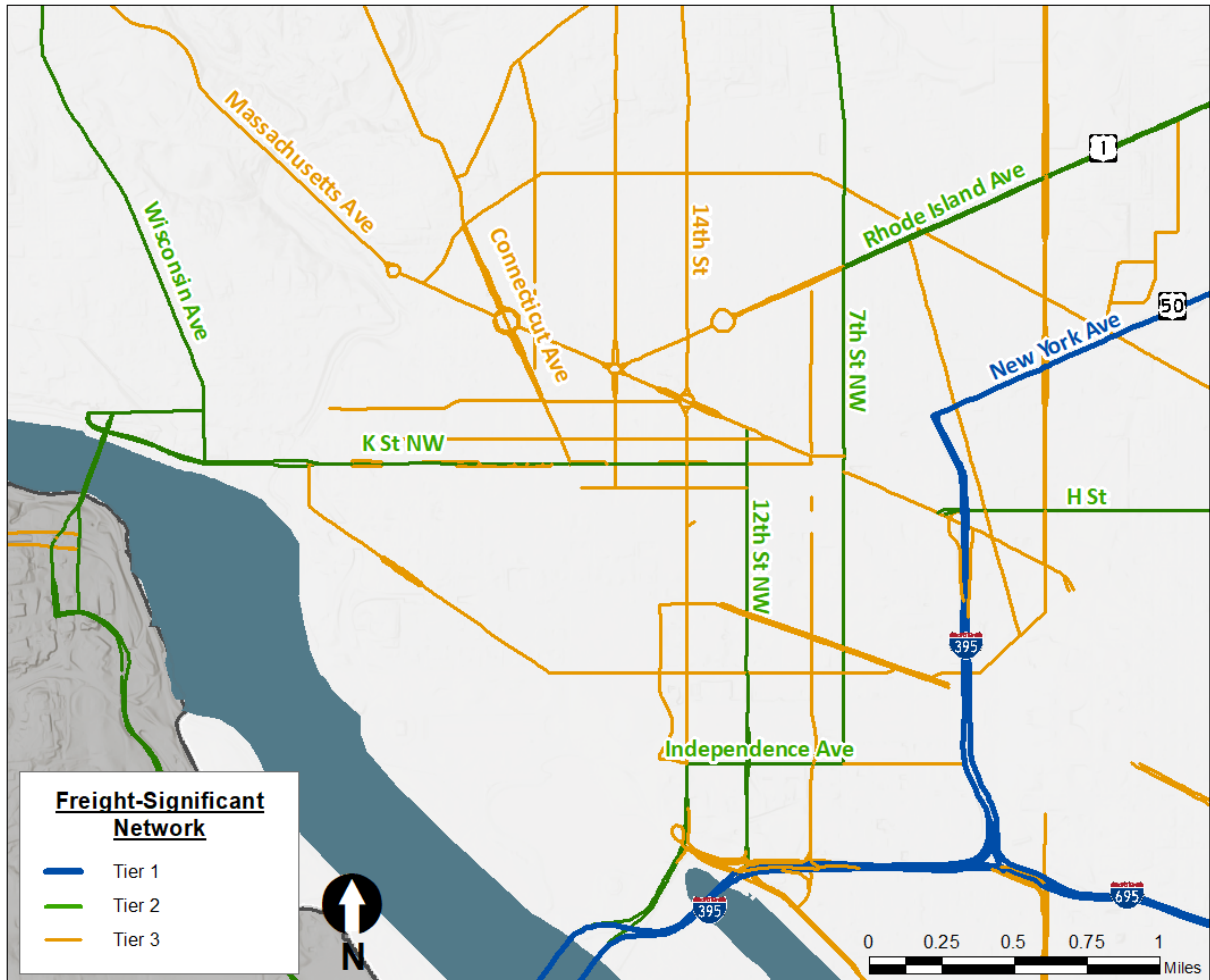 1
Massachusetts Ave
Rhode Island Ave
Wisconsin Ave
14th St
Connecticut Ave
50
New York Ave
7th St NW
K St NW
H St
12th St NW
395
Independence Ave
Freight-Significant
Network
Tier 1
Tier 2
Tier 3
N
395
695
0 0.25 0.5 0.75 1
Miles